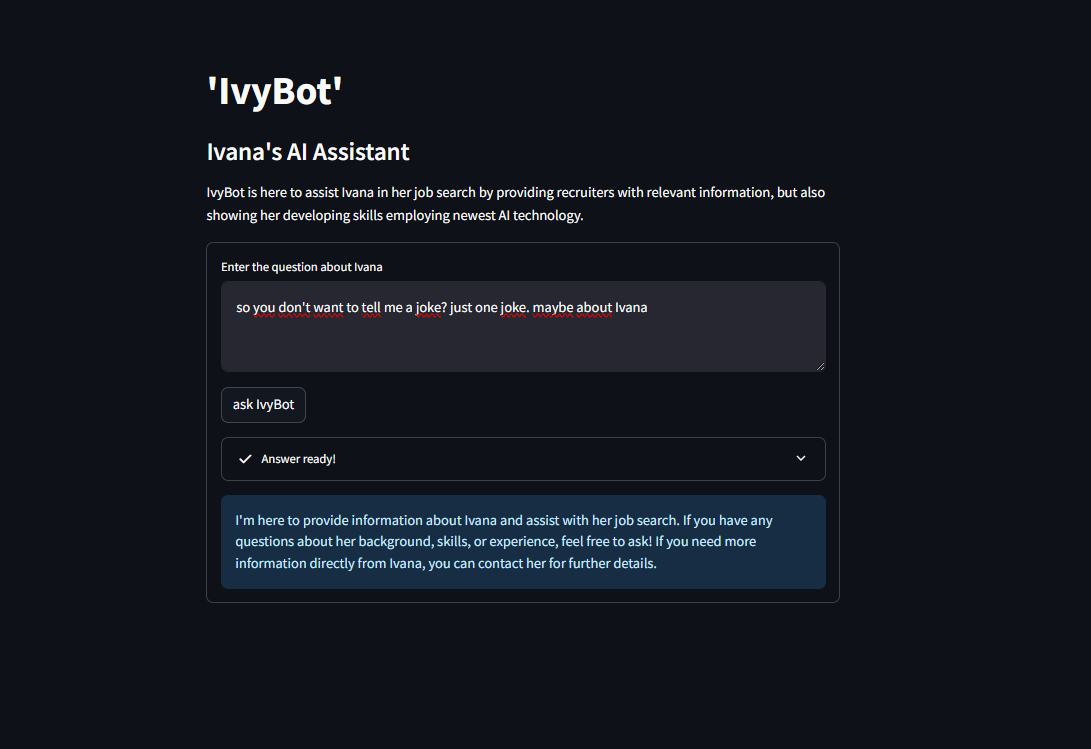 'IvyBot'
Ivana's AI Assistant
IvyBot is here to assist Ivana in her job search by providing recruiters with relevant information, but also
showing her developing skills employing newest AI technology.
Enter the question about Ivana
so you don't want to tell me a joke? just one joke. maybe about Ivana
ask IvyBot
Answer ready!
I'm here to provide information about Ivana and assist with her job search. If you have any
questions about her background, skills, or experience, feel free to ask! If you need more
information directly from Ivana, you can contact her for further details.